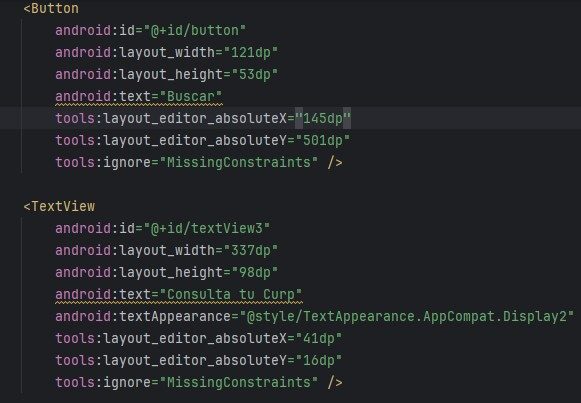 <Button
android:id="@+id/button"
android:layout_width="121dp"
android:layout_height="53dp"
android:text="Buscar"
tools:layout_editor_absoluteX="145dp"
tools:layout_editor_absoluteY="501dp"
tools:ignore="MissingConstraints" />
<TextView
android:id="@+id/textView3"
android:layout_width="337dp"
android:layout_height="98dp"
android:text="Consulta tu Curp"
android:textAppearance="@style/TextAppearance.AppCompat.Display2"
tools:layout_editor_absoluteX="41dp"
tools:layout_editor_absoluteY="16dp"
tools:ignore="MissingConstraints" />